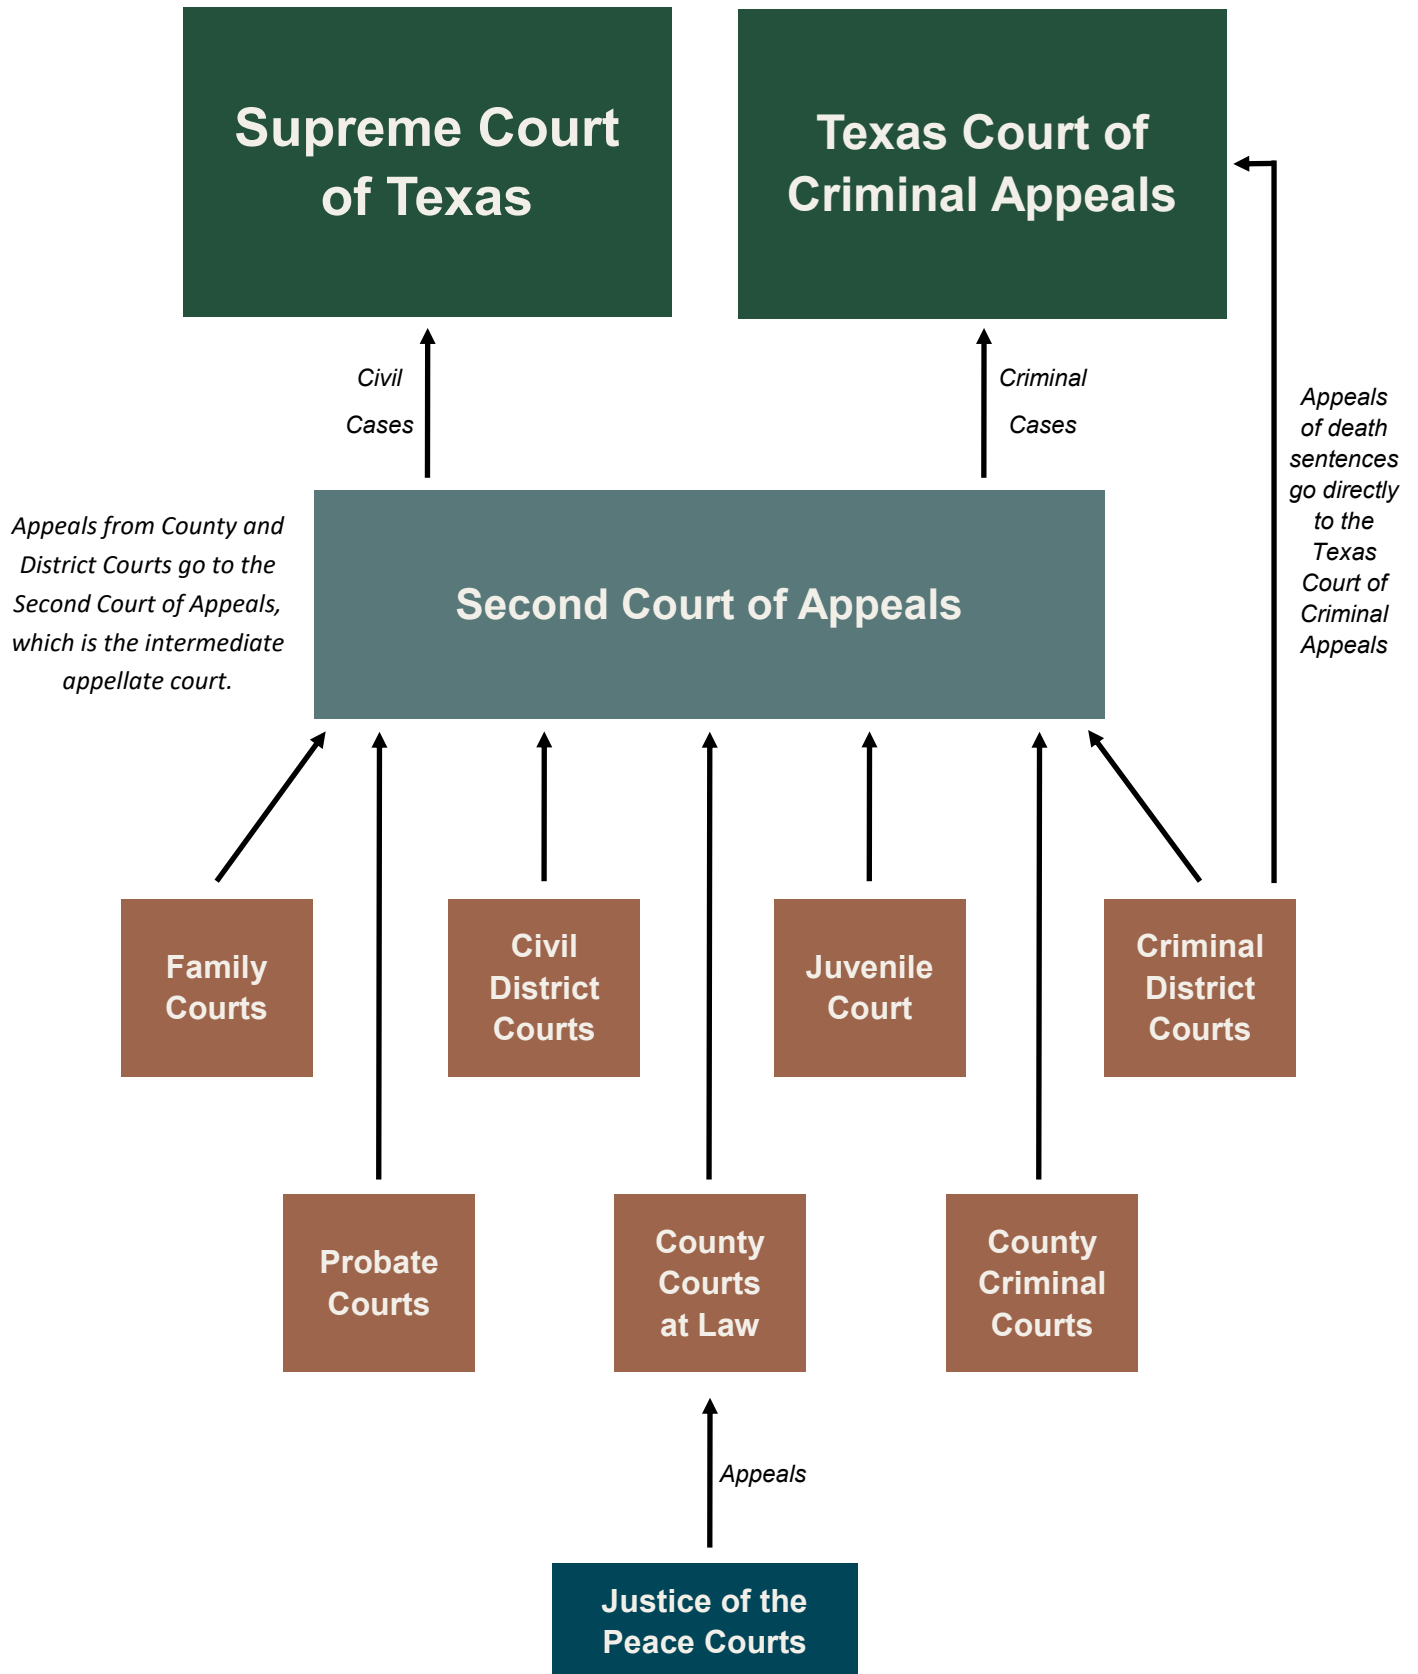 Supreme Court
of Texas
Texas Court of
Criminal Appeals
Civil
Cases
Criminal
Cases
Appeals
of death
sentences
go directly
to the
Texas
Court of
Criminal
Appeals
Appeals from County and
District Courts go to the
Second Court of Appeals,
which is the intermediate
appellate court.
Second Court of Appeals
Family
Courts
Civil
District
Courts
Juvenile
Court
Criminal
District
Courts
Probate
Courts
County
Courts
at Law
County
Criminal
Courts
Appeals
Justice of the
Peace Courts